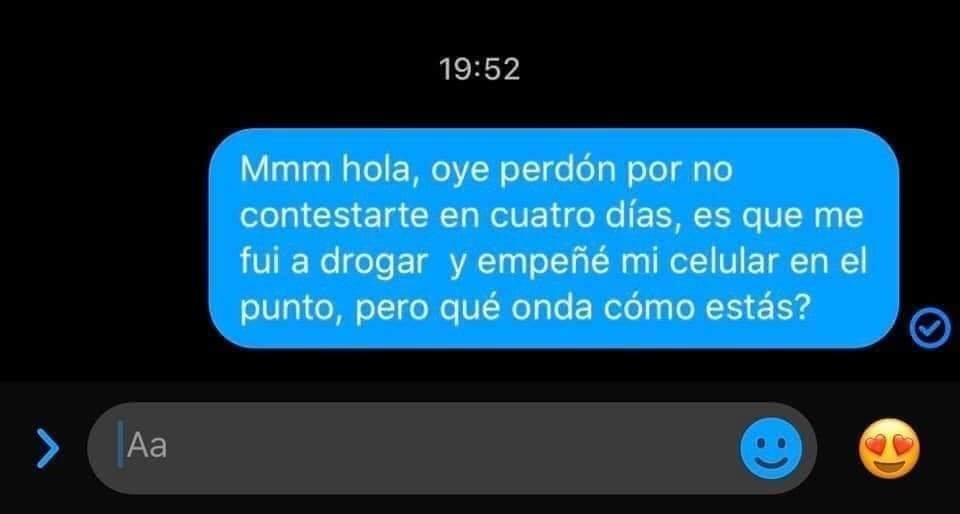 19:52
Mmm hola, oye perdón por no
contestarte en cuatro días, es que me
fui a drogar  y empeñé mi celular en el
punto, pero qué onda cómo estás?
Aa